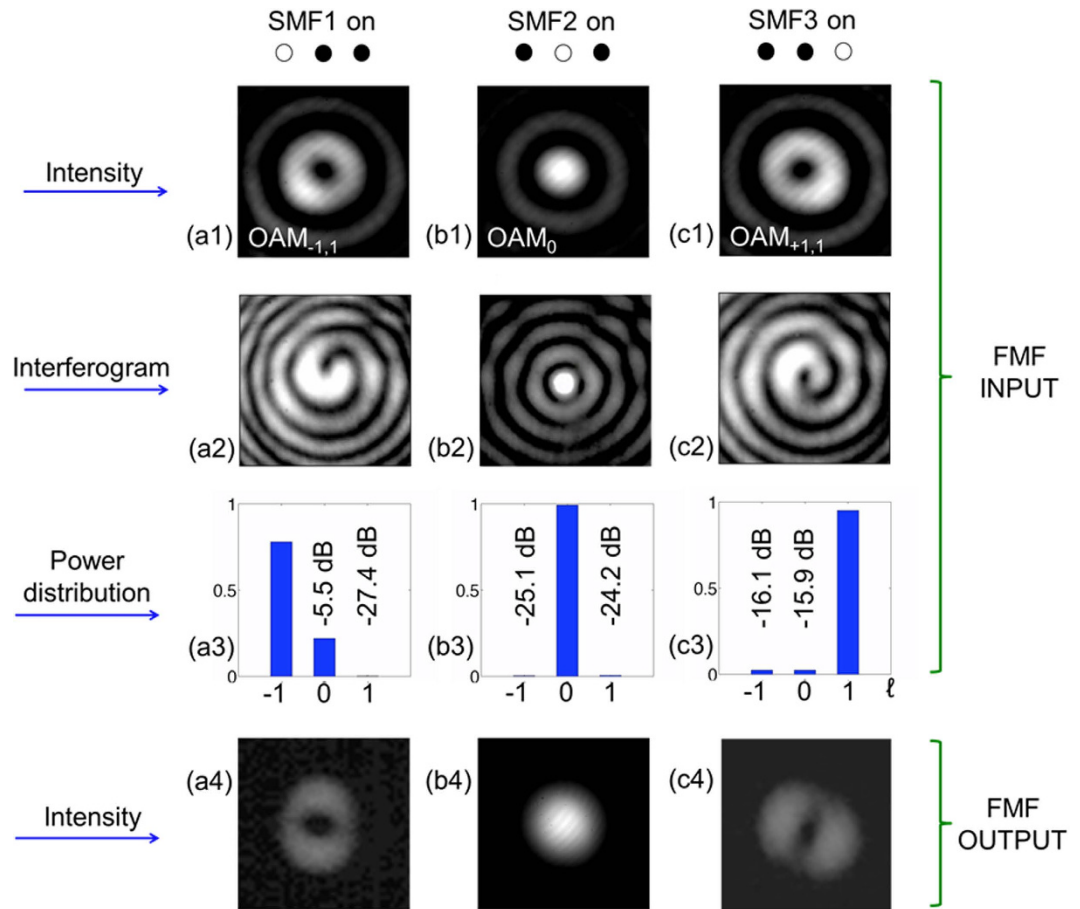 SMF1 on
SMF2 on
SMF3 on
Intensity
(a1)
OAM-1,1
(b1)
OAM0
(c1)
OAM+1,1
Interferogram
(a2)
(b2)
(c2)
FMF
INPUT
Power
distribution
(a3)
1
0.5
0
-5.5 dB
-27.4 dB
-1 0 1
(b3)
1
0.5
0
-25.1 dB
-24.2 dB
-1 0 1
(c3)
1
0.5
0
-16.1 dB
-15.9 dB
-1 0 1 ℓ
Intensity
(a4)
(b4)
(c4)
FMF
OUTPUT